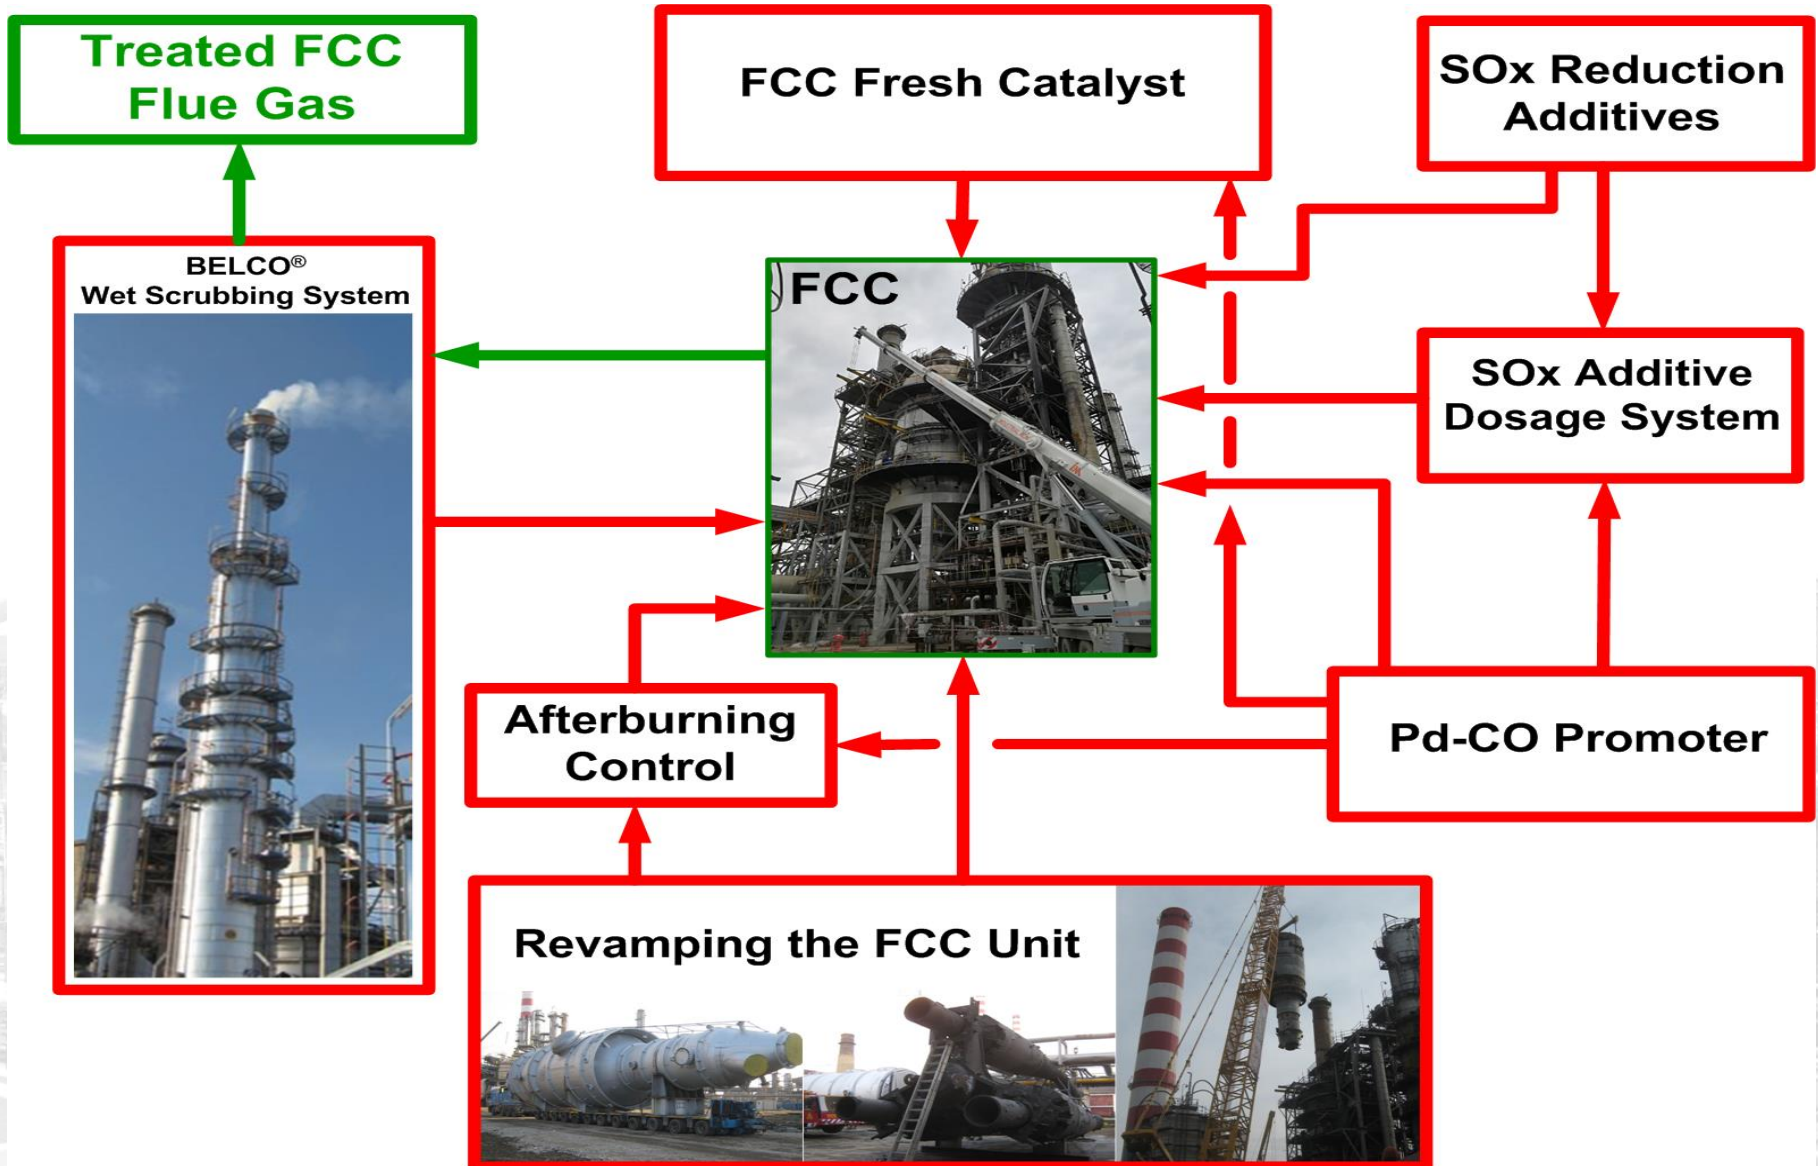 Treated FCC
Flue Gas
FCC Fresh Catalyst
SOx Reduction
Additives
BELCO®
Wet Scrubbing System
FCC
SOx Additive
Dosage System
Afterburning
Control
Pd-CO Promoter
Revamping the FCC Unit